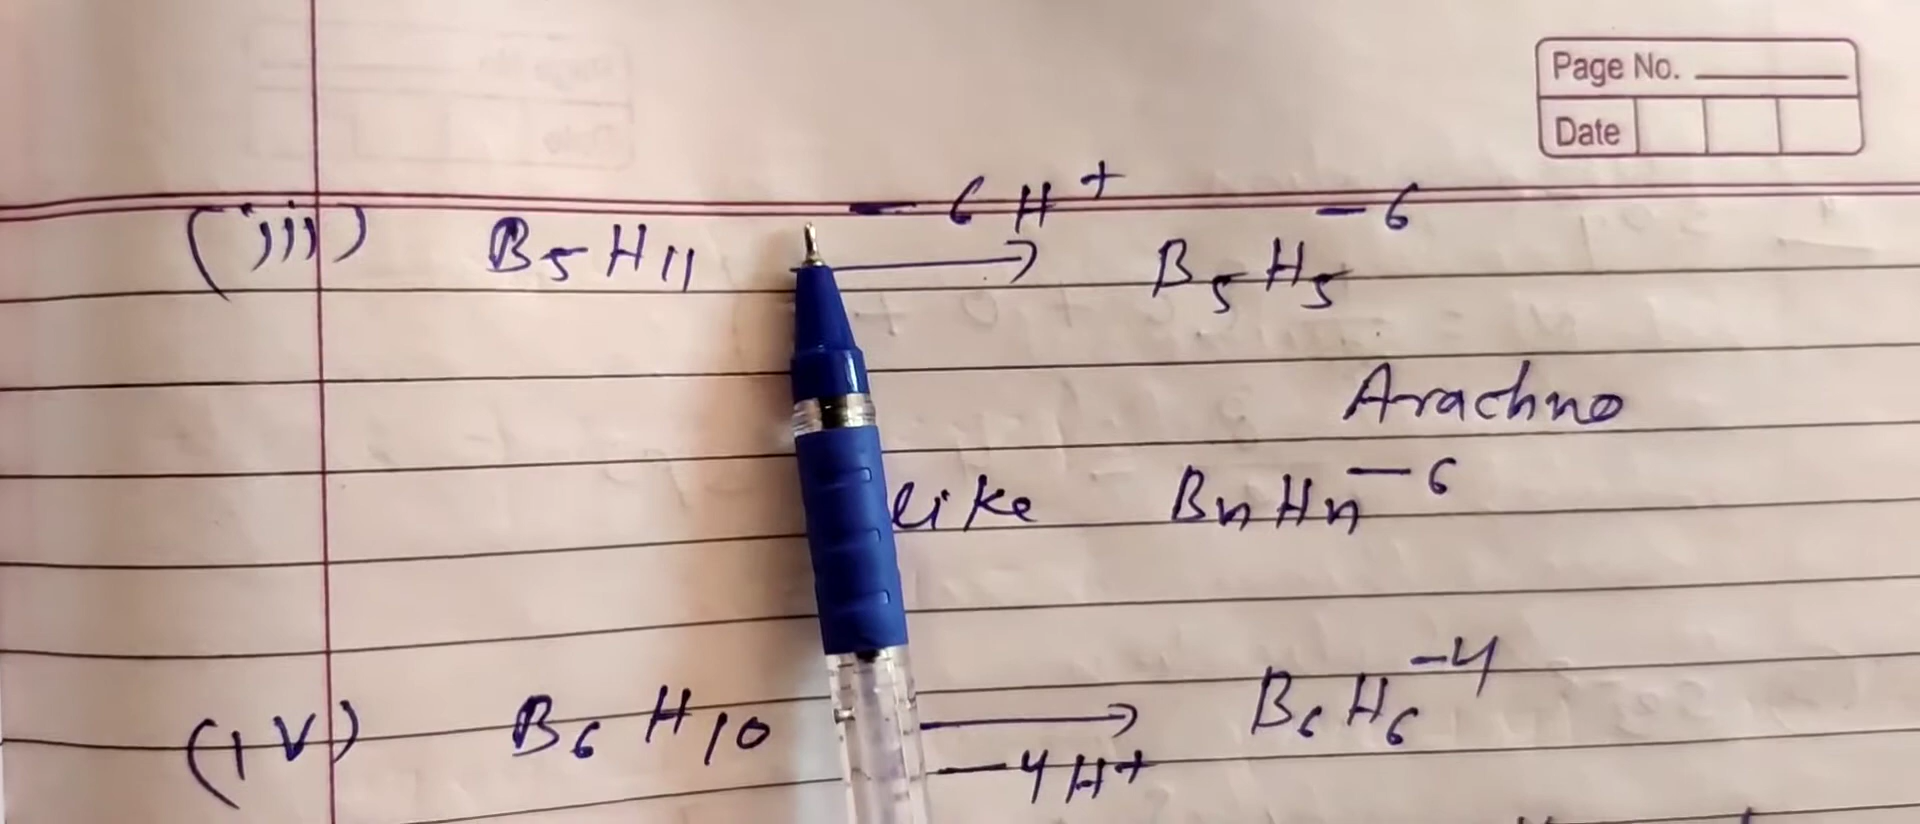 Page No.
Date
(iii) B5H11 -6H+ → B5H5 -6
Arachno
like BnHn -6
(iv) B6H10 → -4H+ B6H6 -4